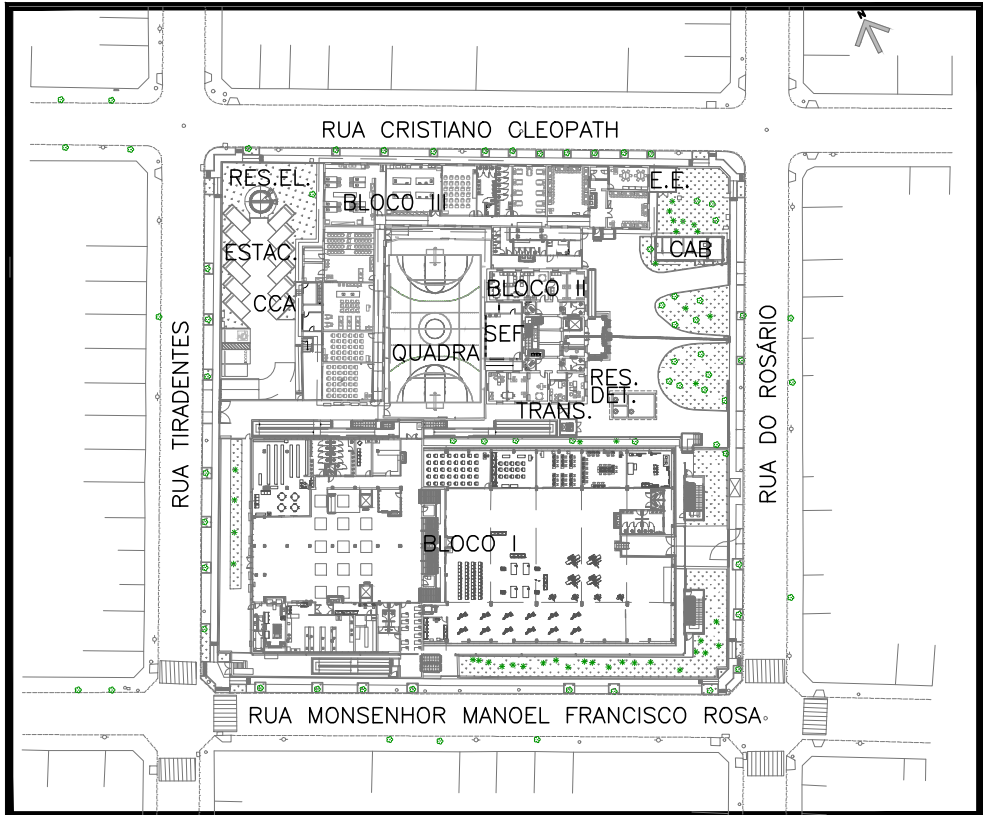 N
RUA CRISTIANO CLEOPATH
RES.EL.
E.E.
BLOCO III
ESTAC.
CAB
BLOCO II
CCA
SEF
QUADRA
RES.
DET.
TRANS.
RUA TIRADENTES
RUA DO ROSÁRIO
BLOCO I
RUA MONSENHOR MANOEL FRANCISCO ROSA